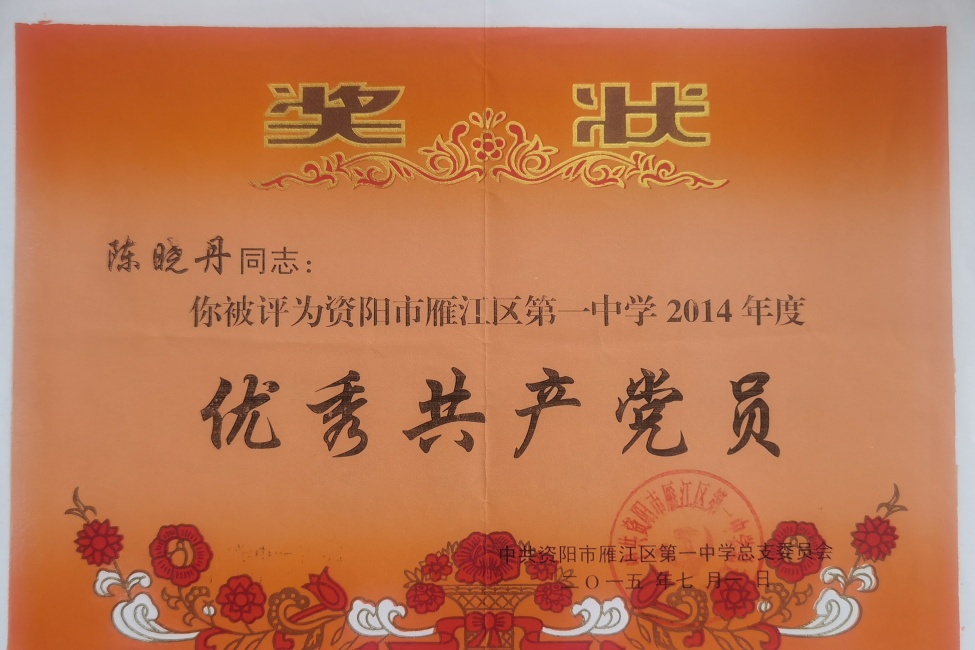 奖状
陈晓丹同志：
你被评为资阳市雁江区第一中学2014年度
优秀共产党员
中共资阳市雁江区第一中学总支委员会
二〇一五年七月一日